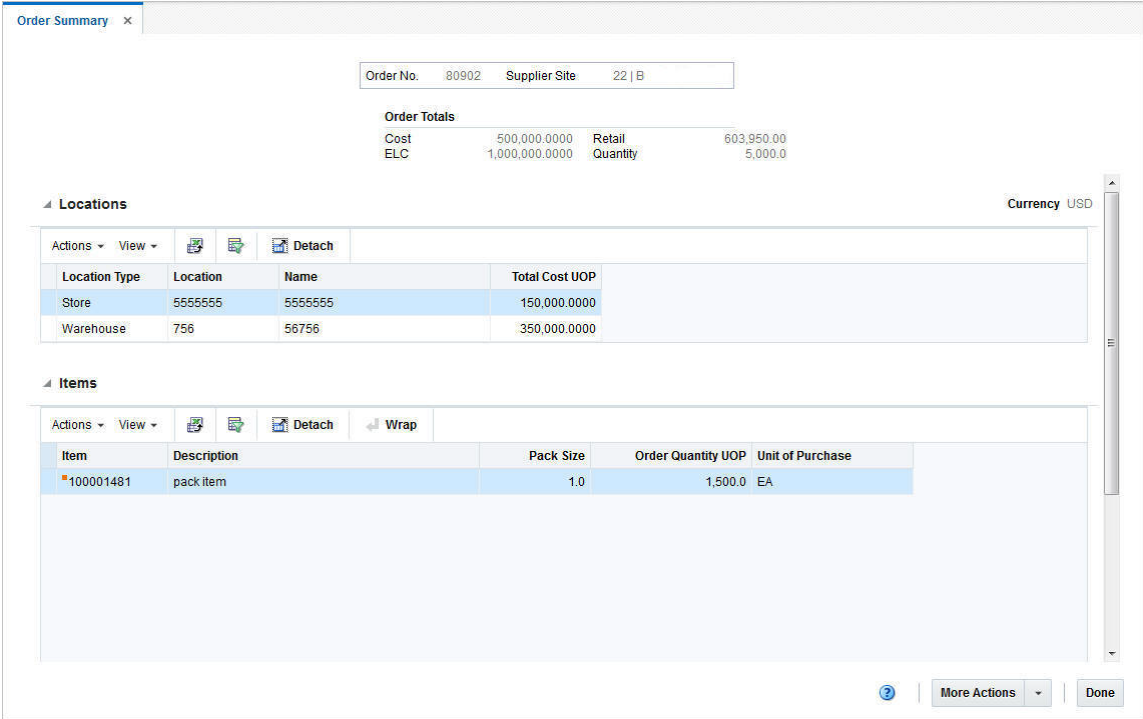 Order Summary ×
Order No. 80902 Supplier Site 22 | B
Order Totals
Cost 500,000.0000 Retail 603,950.00
ELC 1,000,000.0000 Quantity 5,000.0
Locations Currency USD
Actions View Detach
Location Type Location Name Total Cost UOP
Store 5555555 5555555 150,000.0000
Warehouse 756 56756 350,000.0000
Items
Actions View Detach Wrap
Item Description Pack Size Order Quantity UOP Unit of Purchase
100001481 pack item 1.0 1,500.0 EA
? More Actions Done